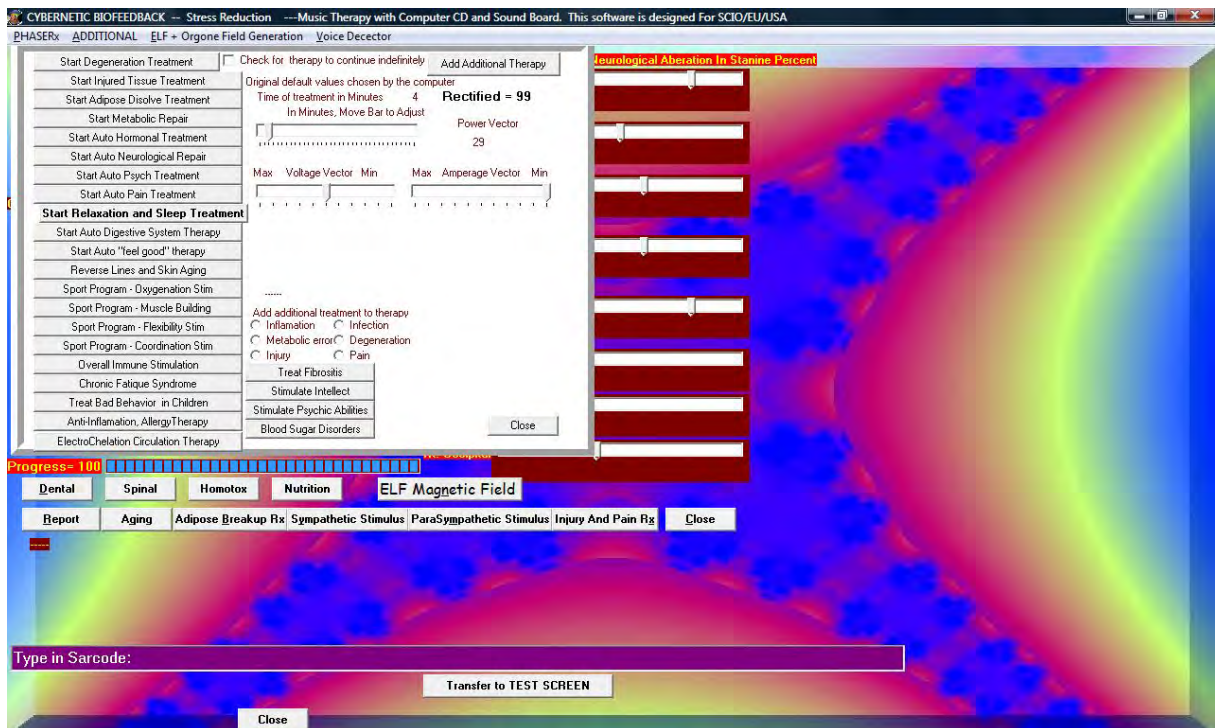 CYBERNETIC BIOFEEDBACK -- Stress Reduction ---Music Therapy with Computer CD and Sound Board. This software is designed For SCIO/EU/USA
PHASERx ADDITIONAL ELF + Orgone Field Generation Voice Decector
Start Degeneration Treatment
Start Injured Tissue Treatment
Start Adipose Disolve Treatment
Start Metabolic Repair
Start Auto Hormonal Treatment
Start Auto Neurological Repair
Start Auto Psych Treatment
Start Auto Pain Treatment
Start Relaxation and Sleep Treatment
Start Auto Digestive System Therapy
Start Auto "feel good" therapy
Reverse Lines and Skin Aging
Sport Program - Oxygenation Stim
Sport Program - Muscle Building
Sport Program - Flexibility Stim
Sport Program - Coordination Stim
Overall Immune Stimulation
Chronic Fatique Syndrome
Treat Bad Behavior in Children
Anti-Inflamation, AllergyTherapy
ElectroChelation Circulation Therapy
Check for therapy to continue indefinitely
Add Additional Therapy
Original default values chosen by the computer
Time of treatment in Minutes 4
Rectified = 99
In Minutes, Move Bar to Adjust
Power Vector
29
Max Voltage Vector Min
Max Amperage Vector Min
------
Add additional treatment to therapy
Inflamation Infection
Metabolic error Degeneration
Injury Pain
Treat Fibrositis
Stimulate Intellect
Stimulate Psychic Abilities
Blood Sugar Disorders
Close
Neurological Aberation In Stanine Percent
Progress= 100
Dental Spinal Homotox Nutrition ELF Magnetic Field
Report Aging Adipose Breakup Rx Sympathetic Stimulus ParaSympathetic Stimulus Injury And Pain Rx Close
-----
Type in Sarcode:
Transfer to TEST SCREEN
Close